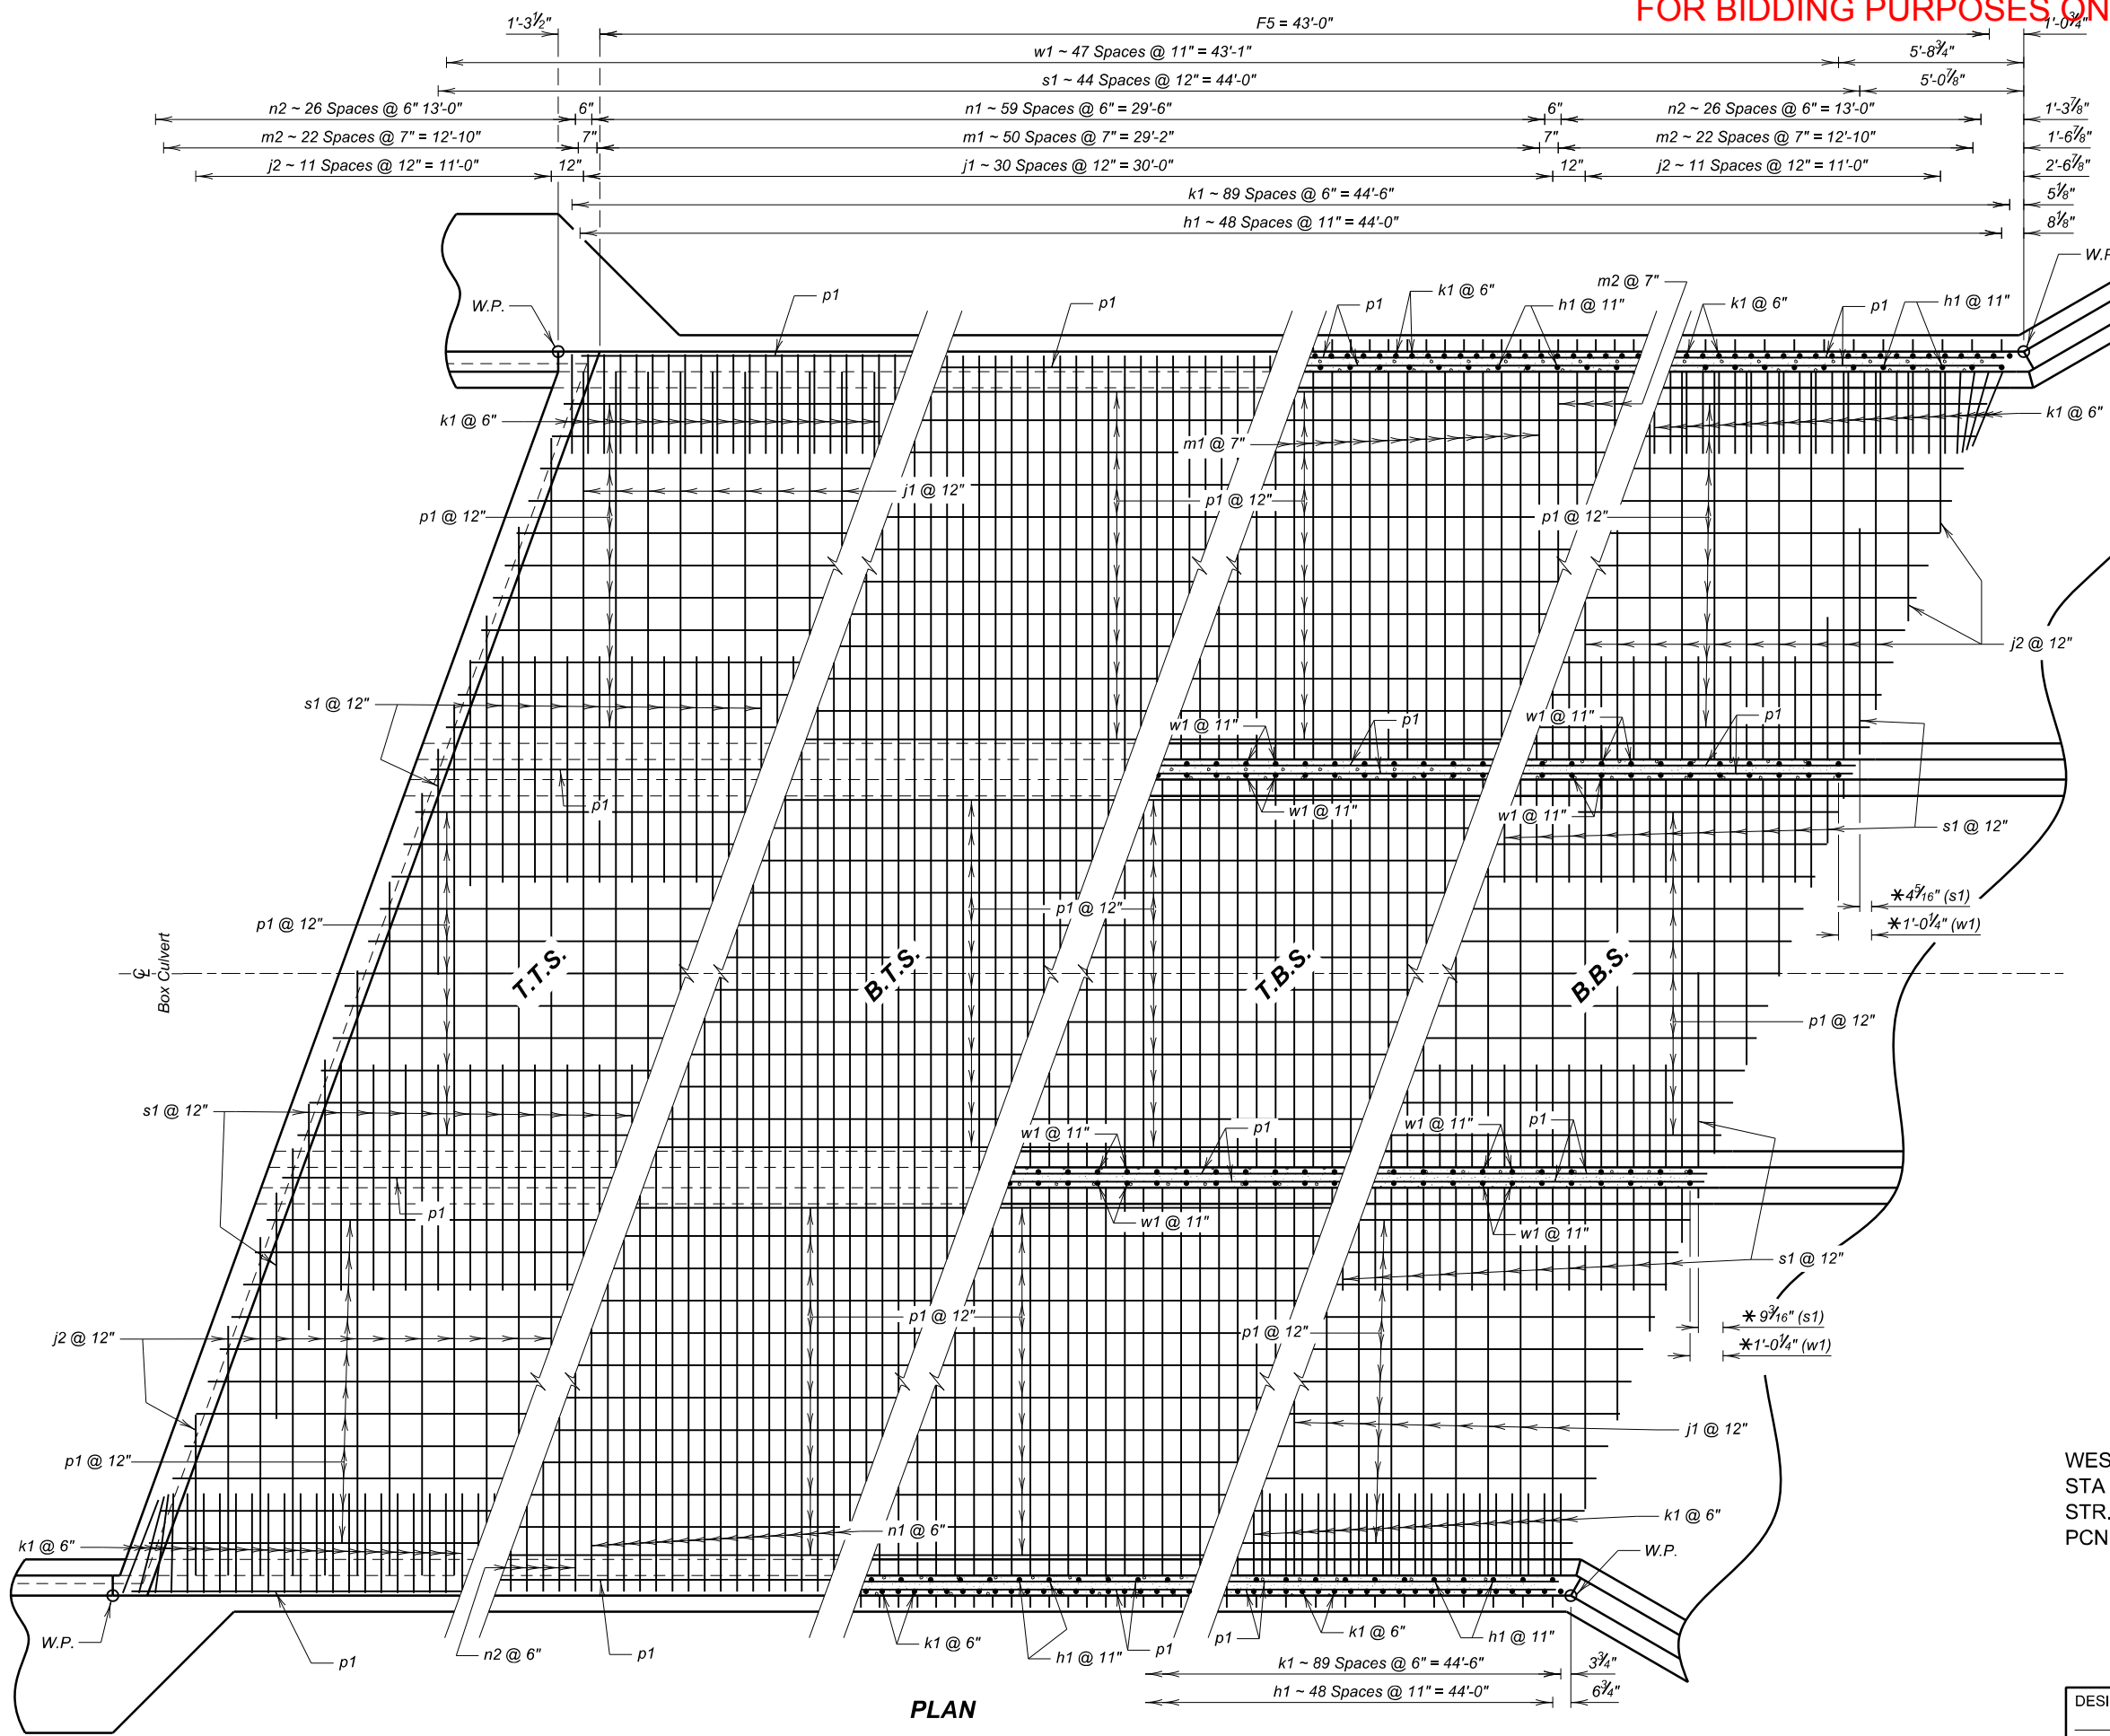 FOR BIDDING PURPOSES ON
1'-3½" F5 = 43'-0" 1'-0¾"
w1 ~ 47 Spaces @ 11" = 43'-1" 5'-8¾"
s1 ~ 44 Spaces @ 12" = 44'-0" 5'-0⅞"
n2 ~ 26 Spaces @ 6" 13'-0" 6" n1 ~ 59 Spaces @ 6" = 29'-6" 6" n2 ~ 26 Spaces @ 6" = 13'-0" 1'-3⅞"
m2 ~ 22 Spaces @ 7" = 12'-10" 7" m1 ~ 50 Spaces @ 7" = 29'-2" 7" m2 ~ 22 Spaces @ 7" = 12'-10" 1'-6⅞"
j2 ~ 11 Spaces @ 12" = 11'-0" 12" j1 ~ 30 Spaces @ 12" = 30'-0" 12" j2 ~ 11 Spaces @ 12" = 11'-0" 2'-6⅞"
k1 ~ 89 Spaces @ 6" = 44'-6" 5⅛"
h1 ~ 48 Spaces @ 11" = 44'-0" 8⅛"
W.P.
m2 @ 7"
W.P. p1 p1 p1 k1 @ 6" h1 @ 11" k1 @ 6" p1 h1 @ 11"
k1 @ 6" m1 @ 7" k1 @ 6"
j1 @ 12" p1 @ 12"
p1 @ 12" p1 @ 12"
j2 @ 12"
s1 @ 12" w1 @ 11" p1 w1 @ 11" p1
p1 w1 @ 11" w1 @ 11" s1 @ 12"
*4 5/16" (s1)
p1 @ 12" p1 @ 12" *1'-0¼" (w1)
℄
Box Culvert
T.T.S. B.T.S. T.B.S. B.B.S.
p1 @ 12"
s1 @ 12" w1 @ 11" p1 w1 @ 11" p1
p1 w1 @ 11" w1 @ 11"
s1 @ 12"
*9 3/16" (s1)
j2 @ 12" p1 @ 12" p1 @ 12" *1'-0¼" (w1)
j1 @ 12"
p1 @ 12"
WES
STA
STR.
PCN
k1 @ 6" n1 @ 6" k1 @ 6"
W.P.
W.P. p1 n2 @ 6" p1 k1 @ 6" h1 @ 11" p1 p1 k1 @ 6" h1 @ 11"
k1 ~ 89 Spaces @ 6" = 44'-6" 3¾"
h1 ~ 48 Spaces @ 11" = 44'-0" 6¾"
PLAN
DESI